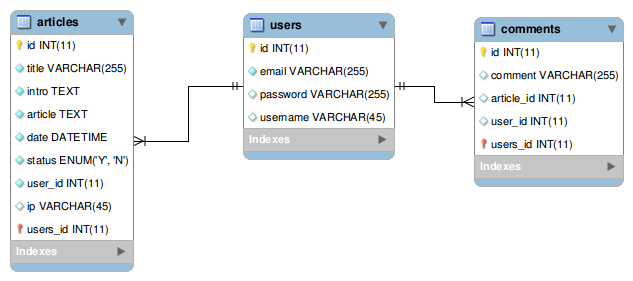 articles
id INT(11)
title VARCHAR(255)
intro TEXT
article TEXT
date DATETIME
status ENUM('Y', 'N')
user_id INT(11)
ip VARCHAR(45)
users_id INT(11)
Indexes
users
id INT(11)
email VARCHAR(255)
password VARCHAR(255)
username VARCHAR(45)
Indexes
comments
id INT(11)
comment VARCHAR(255)
article_id INT(11)
user_id INT(11)
users_id INT(11)
Indexes